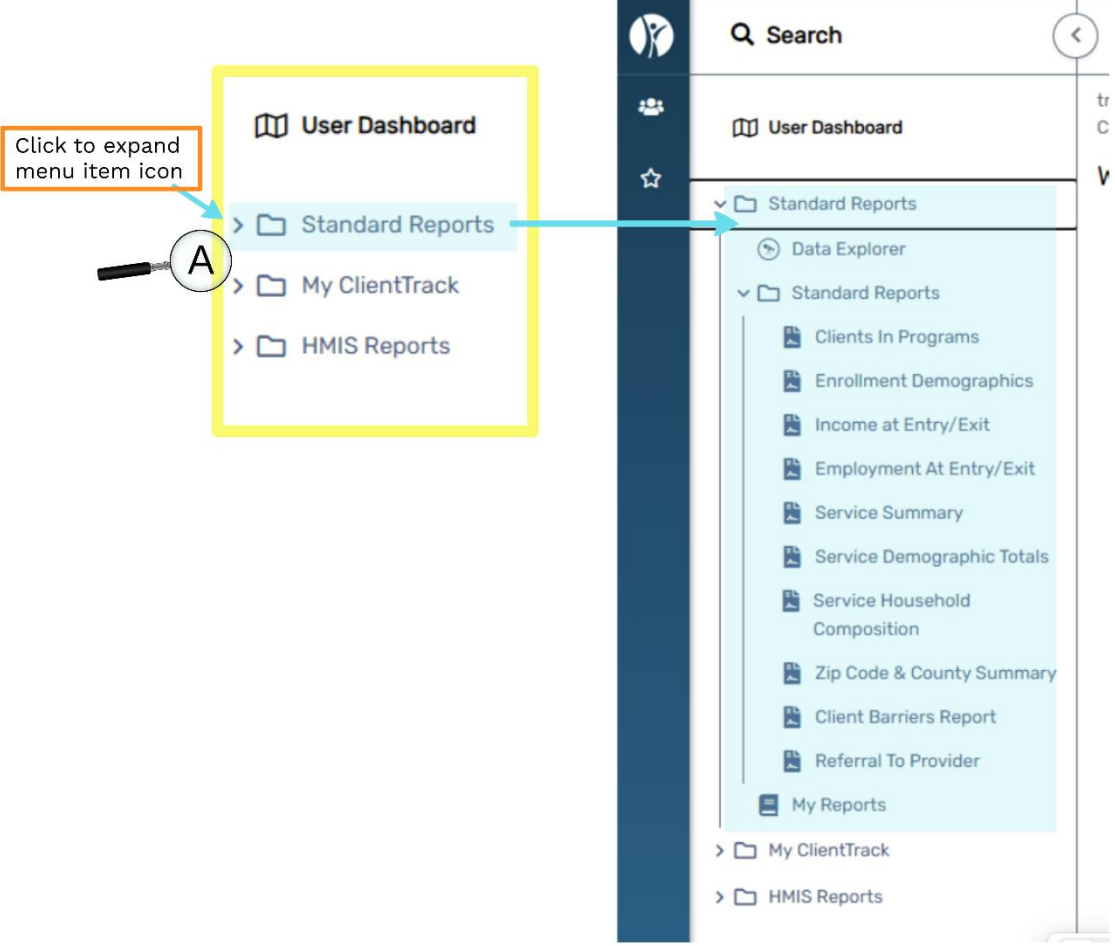 Click to expand
menu item icon
User Dashboard
A
Standard Reports
My ClientTrack
HMIS Reports
Search
User Dashboard
Standard Reports
Data Explorer
Standard Reports
Clients In Programs
Enrollment Demographics
Income at Entry/Exit
Employment At Entry/Exit
Service Summary
Service Demographic Totals
Service Household
Composition
Zip Code & County Summary
Client Barriers Report
Referral To Provider
My Reports
My ClientTrack
HMIS Reports
tr
C